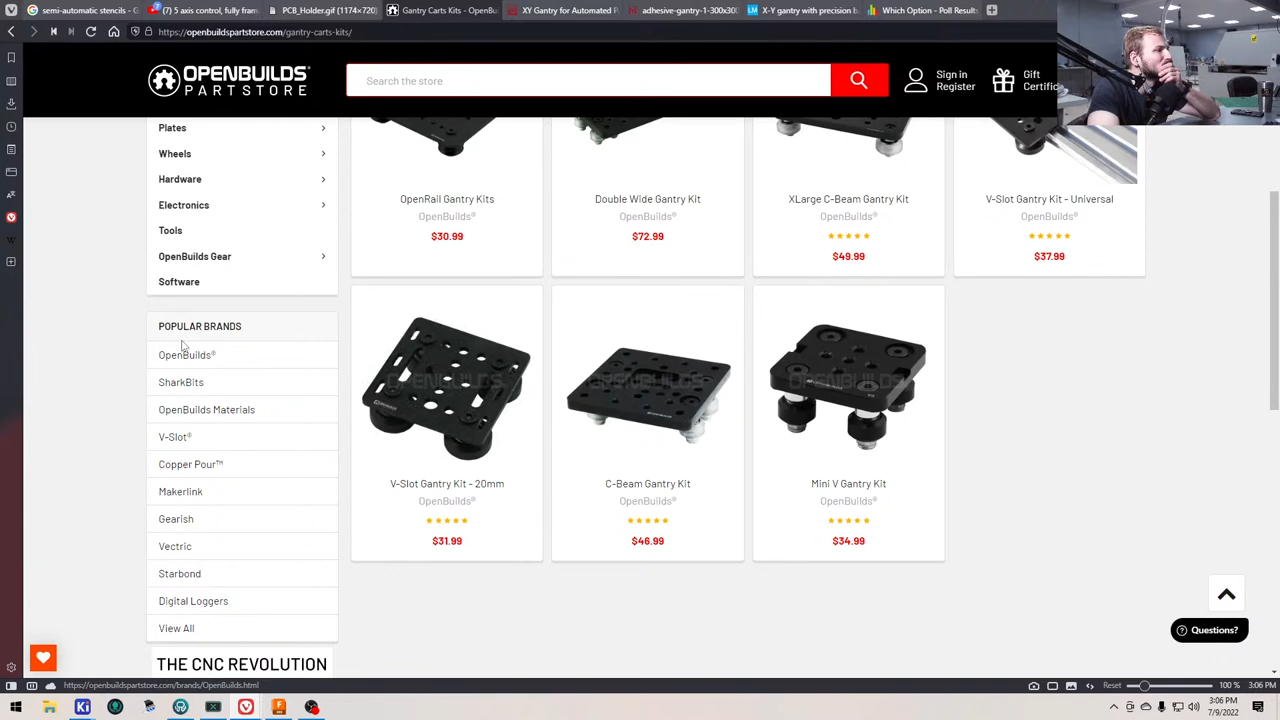 semi-automatic stencils - Goo
(7) 5 axis control, fully fram
PCB_Holder.gif (1174×720)
Gantry Carts Kits - OpenBu
XY Gantry for Automated P
adhesive-gantry-1-300x300
X-Y gantry with precision b
Which Option - Poll Results
https://openbuildspartstore.com/gantry-carts-kits/
OPENBUILDS
PARTSTORE
Search the store
Sign in
Register
Gift
Certific
Plates
Wheels
Hardware
Electronics
Tools
OpenBuilds Gear
Software
OpenRail Gantry Kits
OpenBuilds®
$30.99
Double Wide Gantry Kit
OpenBuilds®
$72.99
XLarge C-Beam Gantry Kit
OpenBuilds®
$49.99
V-Slot Gantry Kit - Universal
OpenBuilds®
$37.99
POPULAR BRANDS
OpenBuilds®
SharkBits
OpenBuilds Materials
V-Slot®
Copper Pour™
Makerlink
Gearish
Vectric
Starbond
Digital Loggers
View All
V-Slot Gantry Kit - 20mm
OpenBuilds®
$31.99
C-Beam Gantry Kit
OpenBuilds®
$46.99
Mini V Gantry Kit
OpenBuilds®
$34.99
THE CNC REVOLUTION
Questions?
https://openbuildspartstore.com/brands/OpenBuilds.html
Reset
100 %
3:06 PM
3:06 PM
7/9/2022